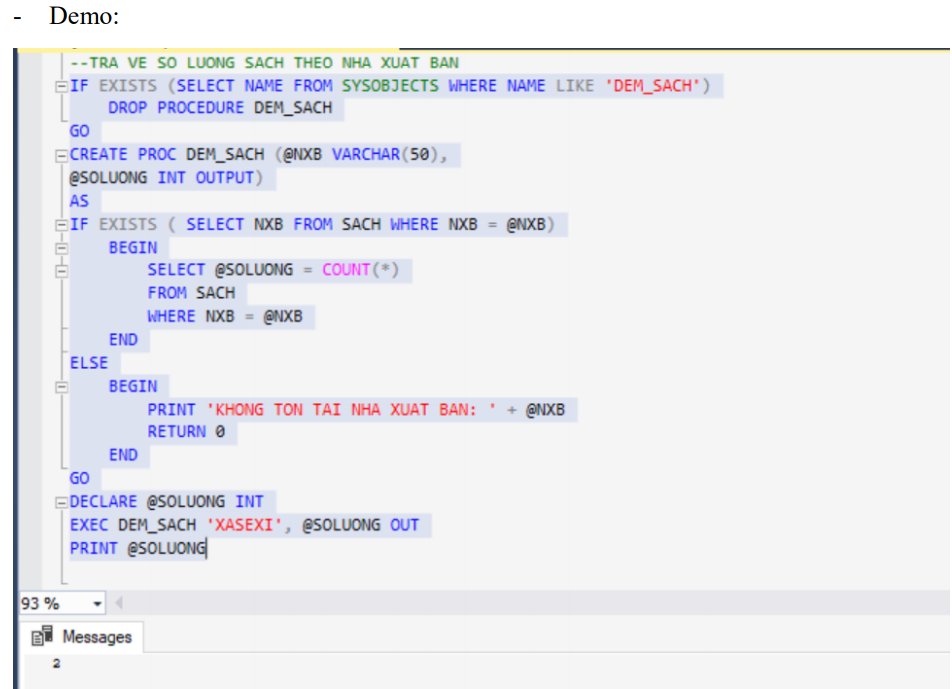 - Demo:
--TRA VE SO LUONG SACH THEO NHA XUAT BAN
IF EXISTS (SELECT NAME FROM SYSOBJECTS WHERE NAME LIKE 'DEM_SACH')
DROP PROCEDURE DEM_SACH
GO
CREATE PROC DEM_SACH (@NXB VARCHAR(50),
@SOLUONG INT OUTPUT)
AS
IF EXISTS ( SELECT NXB FROM SACH WHERE NXB = @NXB)
BEGIN
SELECT @SOLUONG = COUNT(*)
FROM SACH
WHERE NXB = @NXB
END
ELSE
BEGIN
PRINT 'KHONG TON TAI NHA XUAT BAN: ' + @NXB
RETURN 0
END
GO
DECLARE @SOLUONG INT
EXEC DEM_SACH 'XASEXI', @SOLUONG OUT
PRINT @SOLUONG
93 %
Messages
2